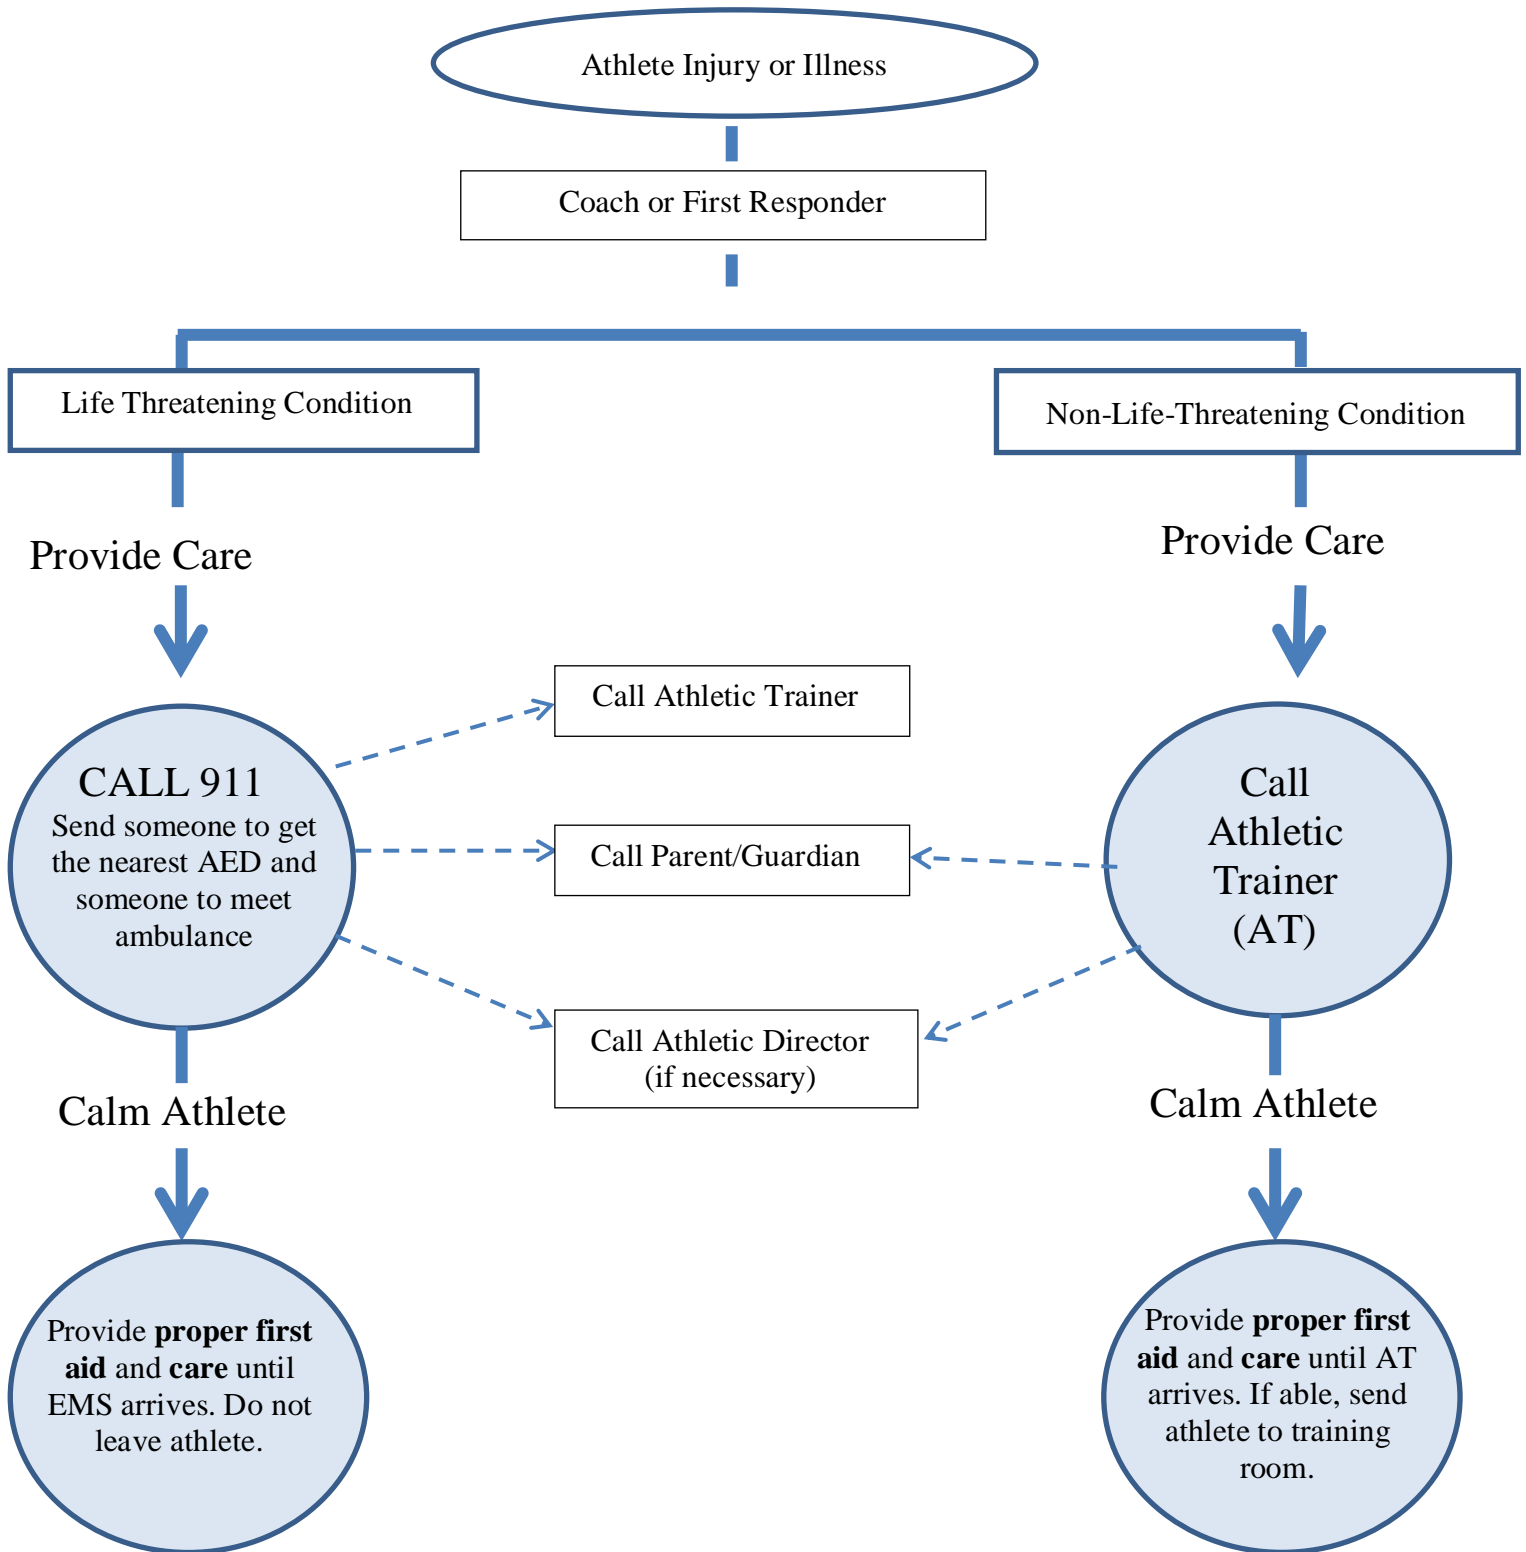 Athlete Injury or Illness
Coach or First Responder
Life Threatening Condition
Non-Life-Threatening Condition
Provide Care
Provide Care
Call Athletic Trainer
CALL 911
Send someone to get
the nearest AED and
someone to meet
ambulance
Call Parent/Guardian
Call
Athletic
Trainer
(AT)
Call Athletic Director
(if necessary)
Calm Athlete
Calm Athlete
Provide proper first
aid and care until
EMS arrives. Do not
leave athlete.
Provide proper first
aid and care until AT
arrives. If able, send
athlete to training
room.